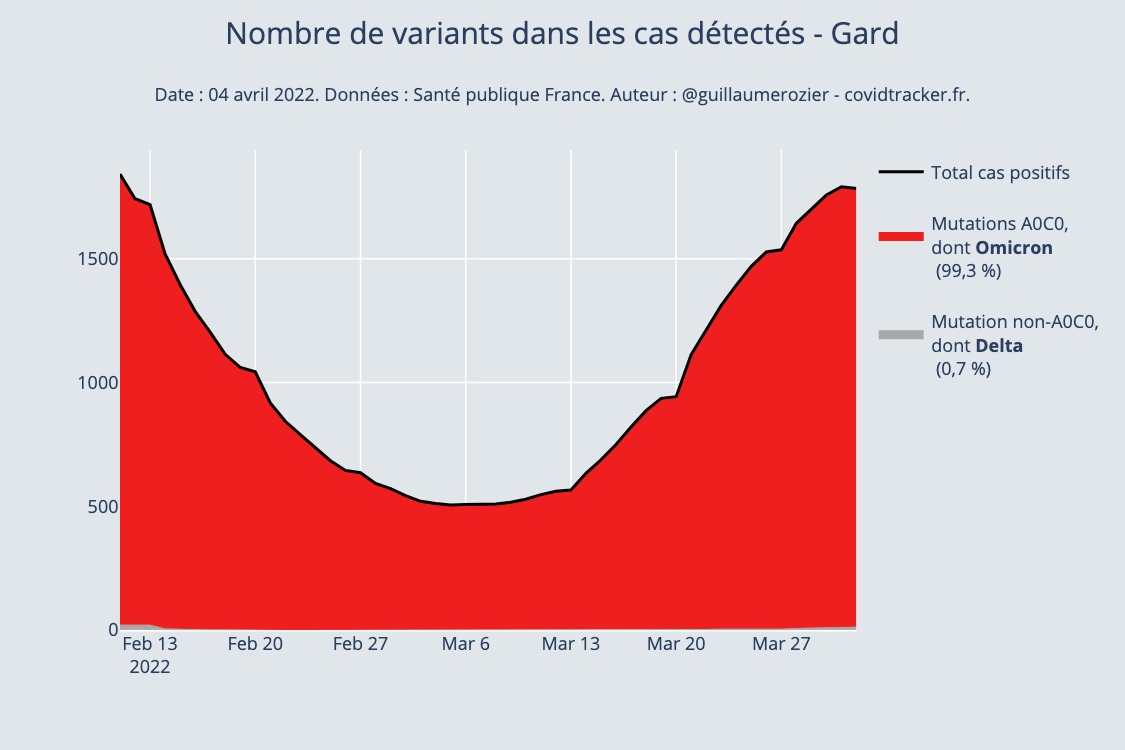 Nombre de variants dans les cas détectés - Gard
Date : 04 avril 2022. Données : Santé publique France. Auteur : @guillaumerozier - covidtracker.fr.
Total cas positifs
Mutations A0C0,
dont Omicron
(99,3 %)
Mutation non-A0C0,
dont Delta
(0,7 %)
1500
1000
500
0
Feb 13 Feb 20 Feb 27 Mar 6 Mar 13 Mar 20 Mar 27
2022